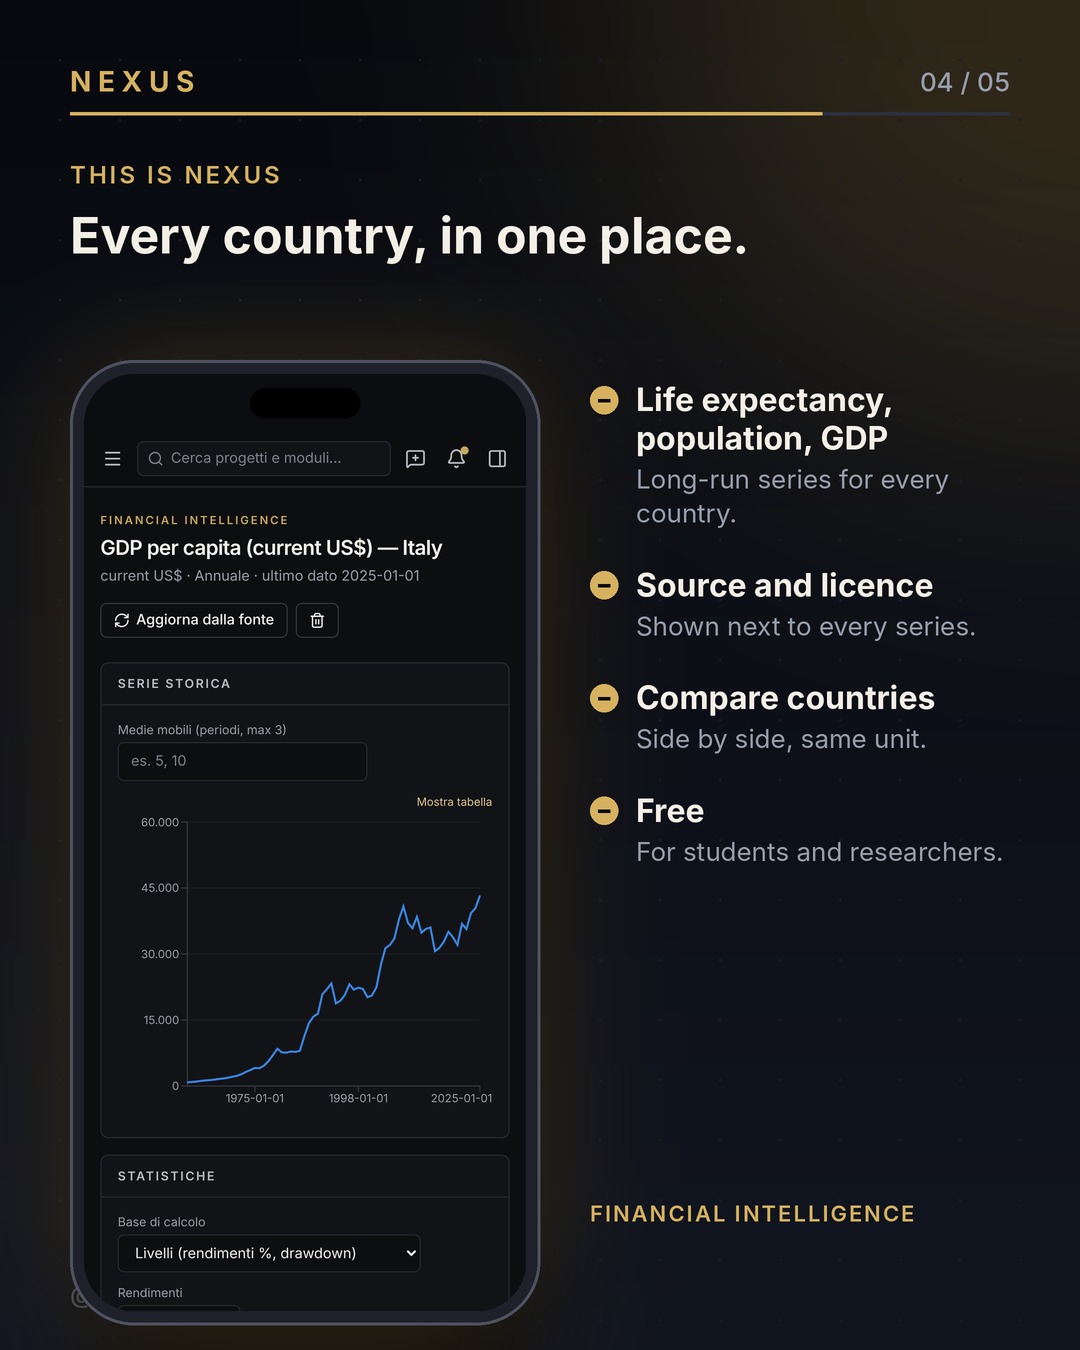 NEXUS
04 / 05
THIS IS NEXUS
Every country, in one place.
Cerca progetti e moduli...
FINANCIAL INTELLIGENCE
GDP per capita (current US$) — Italy
current US$ · Annuale · ultimo dato 2025-01-01
Aggiorna dalla fonte
SERIE STORICA
Medie mobili (periodi, max 3)
es. 5, 10
Mostra tabella
60.000
45.000
30.000
15.000
0
1975-01-01
1998-01-01
2025-01-01
STATISTICHE
Base di calcolo
Livelli (rendimenti %, drawdown)
Rendimenti
Life expectancy,
population, GDP
Long-run series for every
country.
Source and licence
Shown next to every series.
Compare countries
Side by side, same unit.
Free
For students and researchers.
FINANCIAL INTELLIGENCE